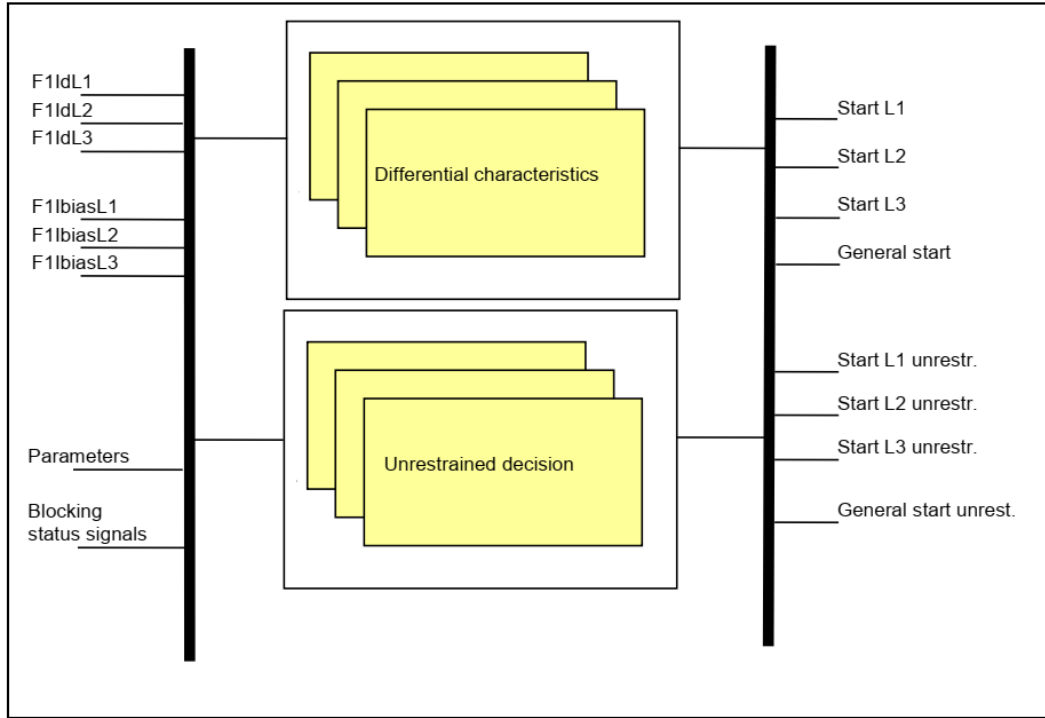 F1IdL1
F1IdL2
F1IdL3
F1IbiasL1
F1IbiasL2
F1IbiasL3
Parameters
Blocking
status signals
Differential characteristics
Unrestrained decision
Start L1
Start L2
Start L3
General start
Start L1 unrestr.
Start L2 unrestr.
Start L3 unrestr.
General start unrest.